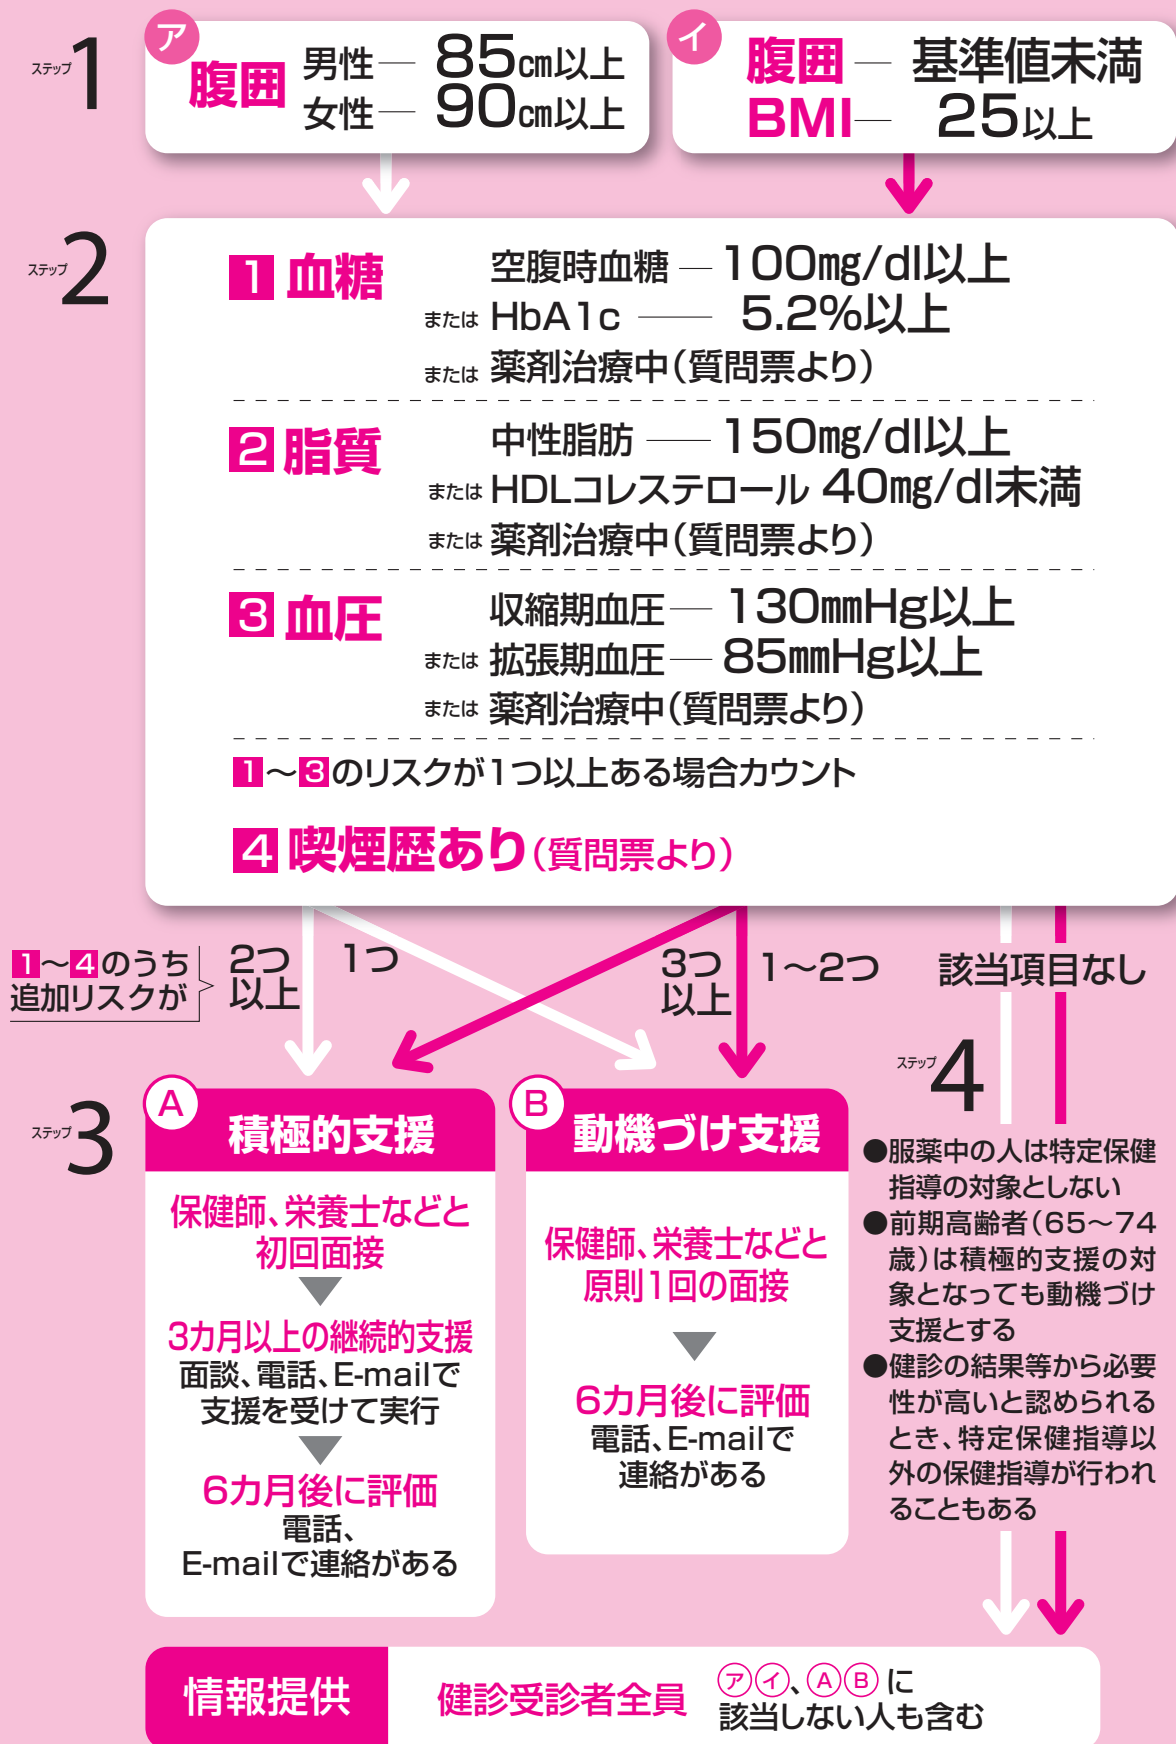 ステップ1
ア
腹囲 男性― 85㎝以上
女性― 90㎝以上
イ
腹囲 ― 基準値未満
BMI― 25以上
ステップ2
1 血糖 空腹時血糖 ― 100㎎/dl以上
または HbA1c ―― 5.2%以上
または 薬剤治療中(質問票より)
2 脂質 中性脂肪 ―― 150㎎/dl以上
または HDLコレステロール 40㎎/dl未満
または 薬剤治療中(質問票より)
3 血圧 収縮期血圧 ― 130㎜Hg以上
または 拡張期血圧 ― 85㎜Hg以上
または 薬剤治療中(質問票より)
1〜3のリスクが1つ以上ある場合カウント
4 喫煙歴あり(質問票より)
1〜4のうち
追加リスクが
2つ
以上
1つ
3つ
以上
1〜2つ
該当項目なし
ステップ3
A
積極的支援
保健師、栄養士などと
初回面接
3カ月以上の継続的支援
面談、電話、E-mailで
支援を受けて実行
6カ月後に評価
電話、
E-mailで連絡がある
B
動機づけ支援
保健師、栄養士などと
原則1回の面接
6カ月後に評価
電話、E-mailで
連絡がある
ステップ4
●服薬中の人は特定保健
指導の対象としない
●前期高齢者(65〜74
歳)は積極的支援の対
象となっても動機づけ
支援とする
●健診の結果等から必要
性が高いと認められる
とき、特定保健指導以
外の保健指導が行われ
ることもある
情報提供
健診受診者全員
アイ、AB に
該当しない人も含む